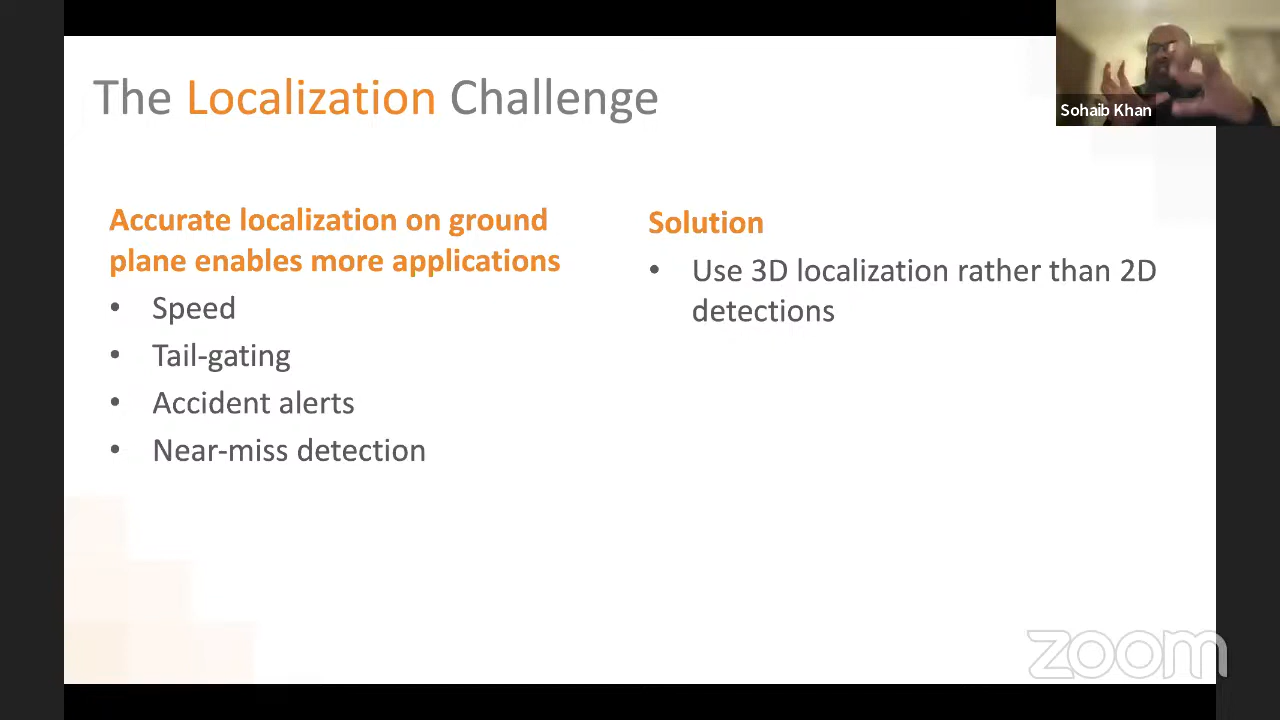 The Localization Challenge
Sohaib Khan
Accurate localization on ground
plane enables more applications
• Speed
• Tail-gating
• Accident alerts
• Near-miss detection
Solution
• Use 3D localization rather than 2D
detections
zoom